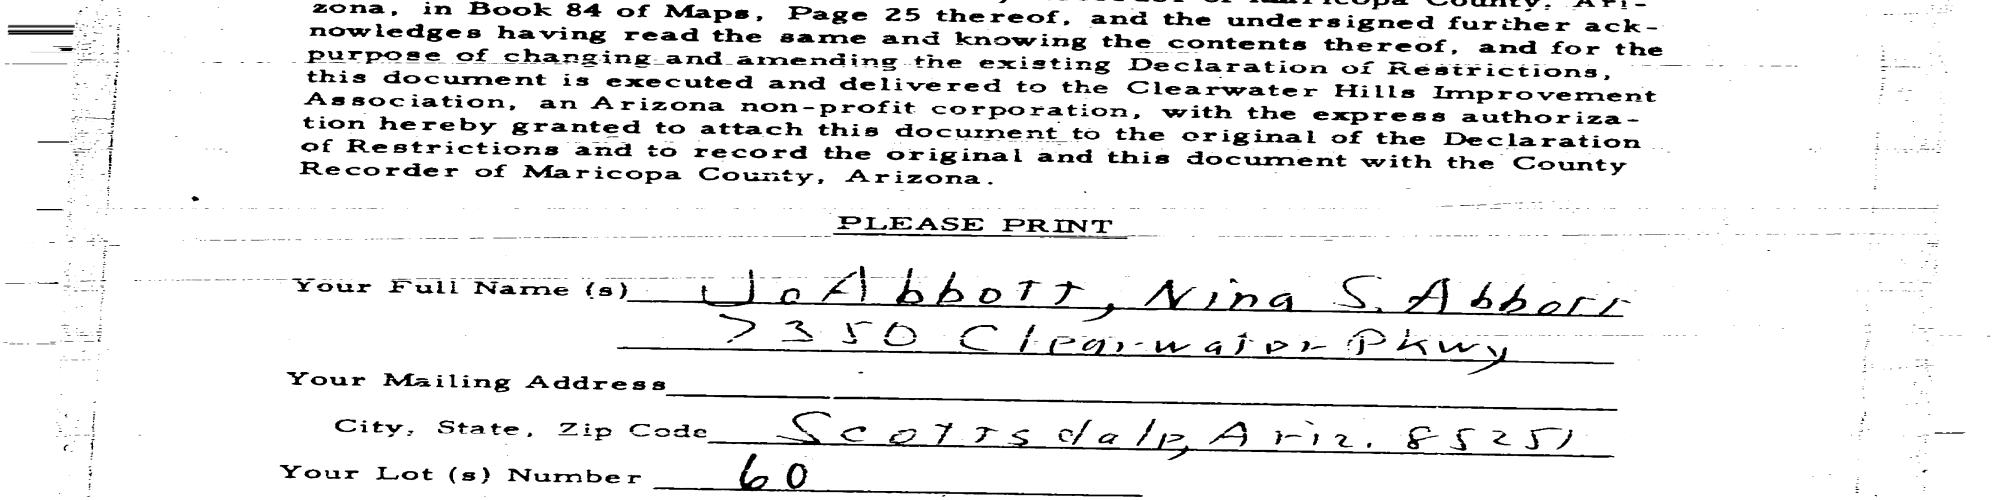 zona, in Book 84 of Maps, Page 25 thereof, and the undersigned further ack-
nowledges having read the same and knowing the contents thereof, and for the
purpose of changing and amending the existing Declaration of Restrictions,
this document is executed and delivered to the Clearwater Hills Improvement
Association, an Arizona non-profit corporation, with the express authoriza-
tion hereby granted to attach this document to the original of the Declaration
of Restrictions and to record the original and this document with the County
Recorder of Maricopa County, Arizona.
PLEASE PRINT
Your Full Name (s) Jo Abbott, Nina S. Abbott
7350 Clearwater Pkwy
Your Mailing Address
City, State, Zip Code Scottsdale, Ariz. 85251
Your Lot (s) Number 60